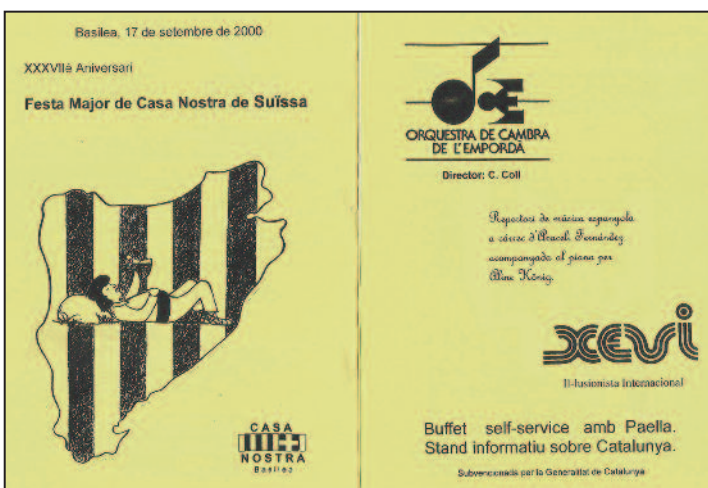 Basilea, 17 de setembre de 2000
XXXVIIè Aniversari
Festa Major de Casa Nostra de Suïssa
CASA
NOSTRA
Basilea
ORQUESTRA DE CAMBRA
DE L'EMPORDÀ
Director: C. Coll
Repertori de música espanyola
a càrrec d'Araceli Fernández
acompanyada al piano per
Aline König.
XEVI
Il·lusionista Internacional
Buffet self-service amb Paella.
Stand informatiu sobre Catalunya.
Subvencionada per la Generalitat de Catalunya